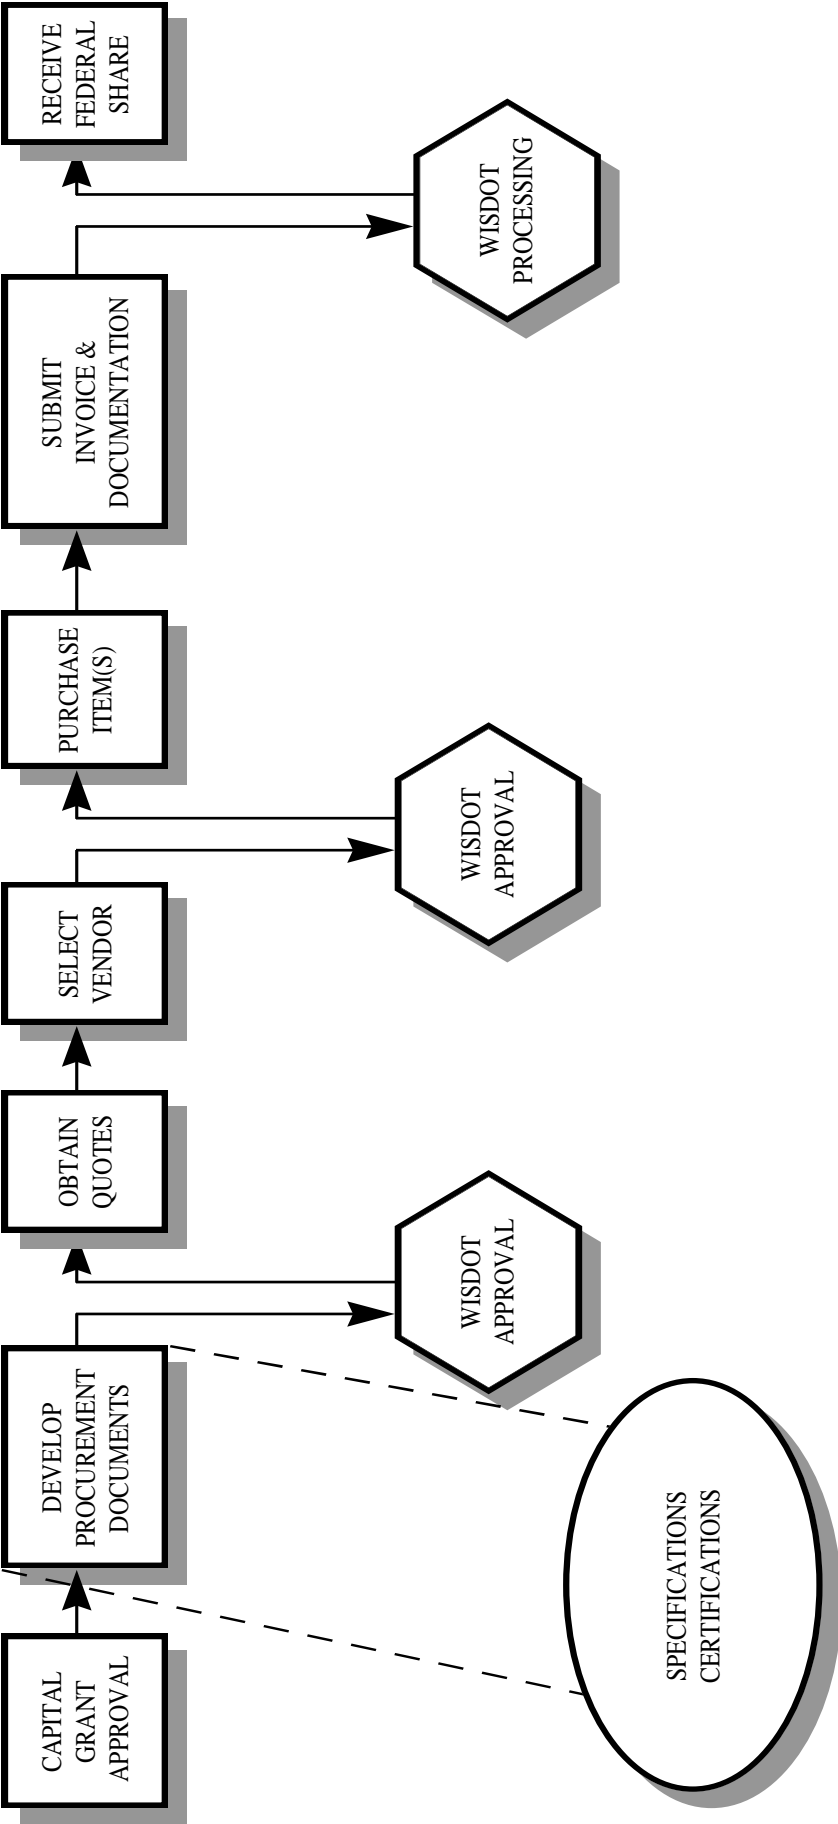 CAPITAL
GRANT
APPROVAL
DEVELOP
PROCUREMENT
DOCUMENTS
OBTAIN
QUOTES
SELECT
VENDOR
PURCHASE
ITEM(S)
SUBMIT
INVOICE &
DOCUMENTATION
RECEIVE
FEDERAL
SHARE
WISDOT
APPROVAL
WISDOT
APPROVAL
WISDOT
PROCESSING
SPECIFICATIONS
CERTIFICATIONS